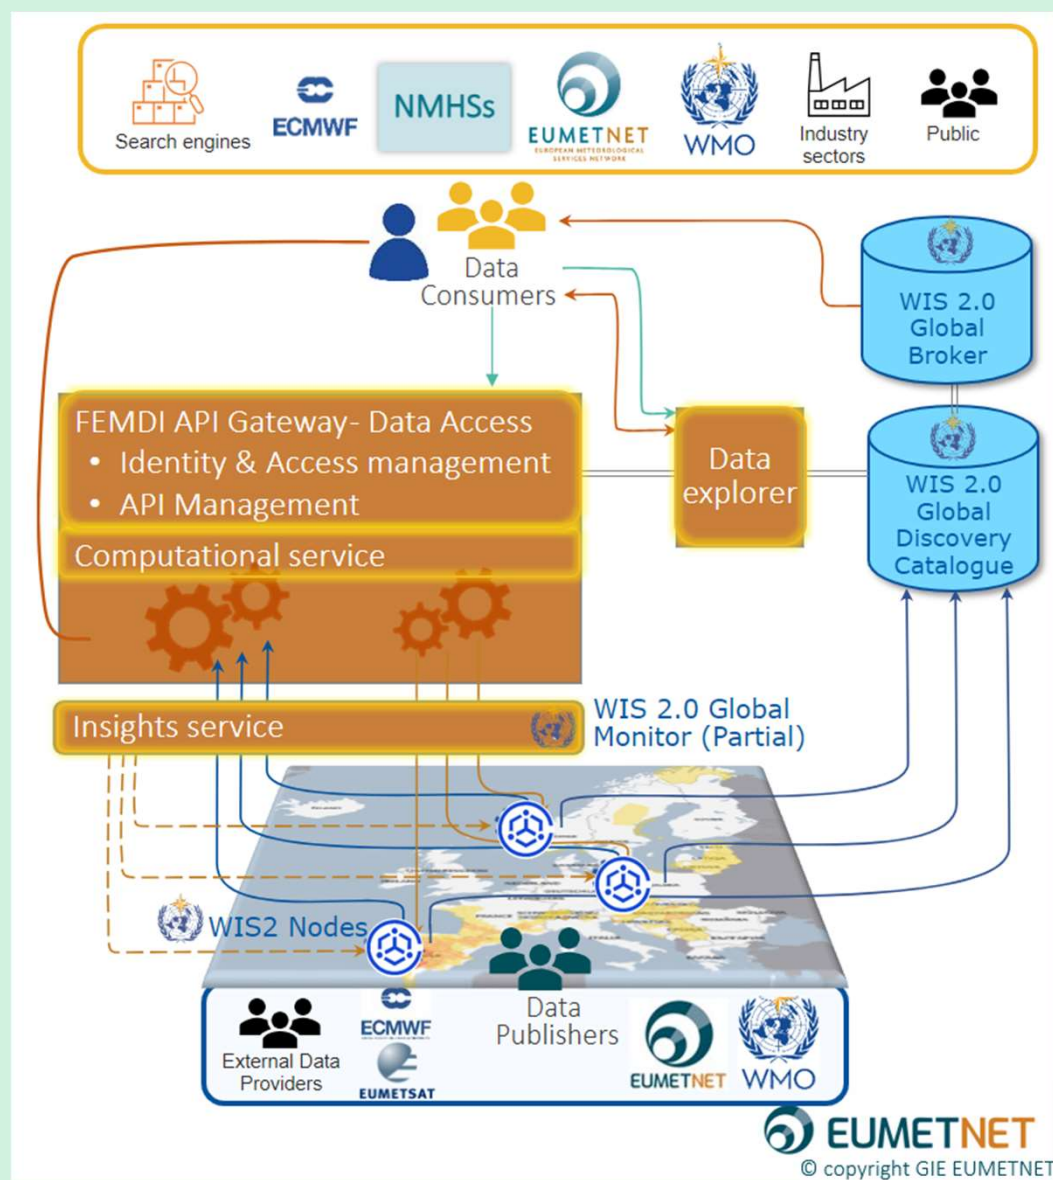 Search engines
ECMWF
NMHSs
EUMETNET
EUROPEAN METEOROLOGICAL
SERVICES NETWORK
WMO
Industry
sectors
Public
Data
Consumers
WIS 2.0
Global
Broker
FEMDI API Gateway- Data Access
• Identity & Access management
• API Management
Data
explorer
WIS 2.0
Global
Discovery
Catalogue
Computational service
Insights service
WIS 2.0 Global
Monitor (Partial)
WIS2 Nodes
Data
Publishers
External Data
Providers
ECMWF
EUMETSAT
EUMETNET
WMO
EUMETNET
© copyright GIE EUMETNET